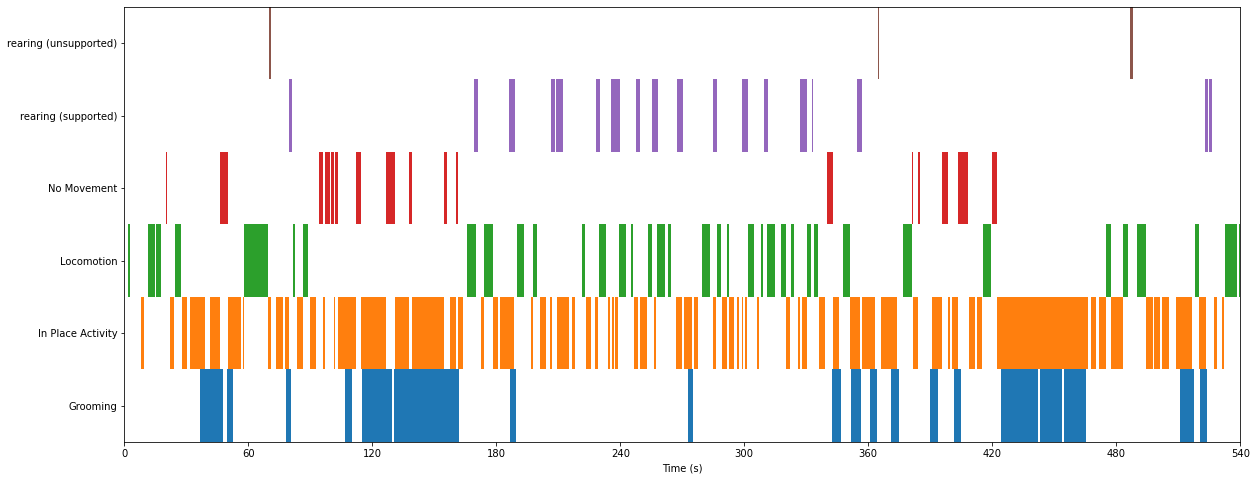 rearing (unsupported)
rearing (supported)
No Movement
Locomotion
In Place Activity
Grooming
0 60 120 180 240 300 360 420 480 540
Time (s)